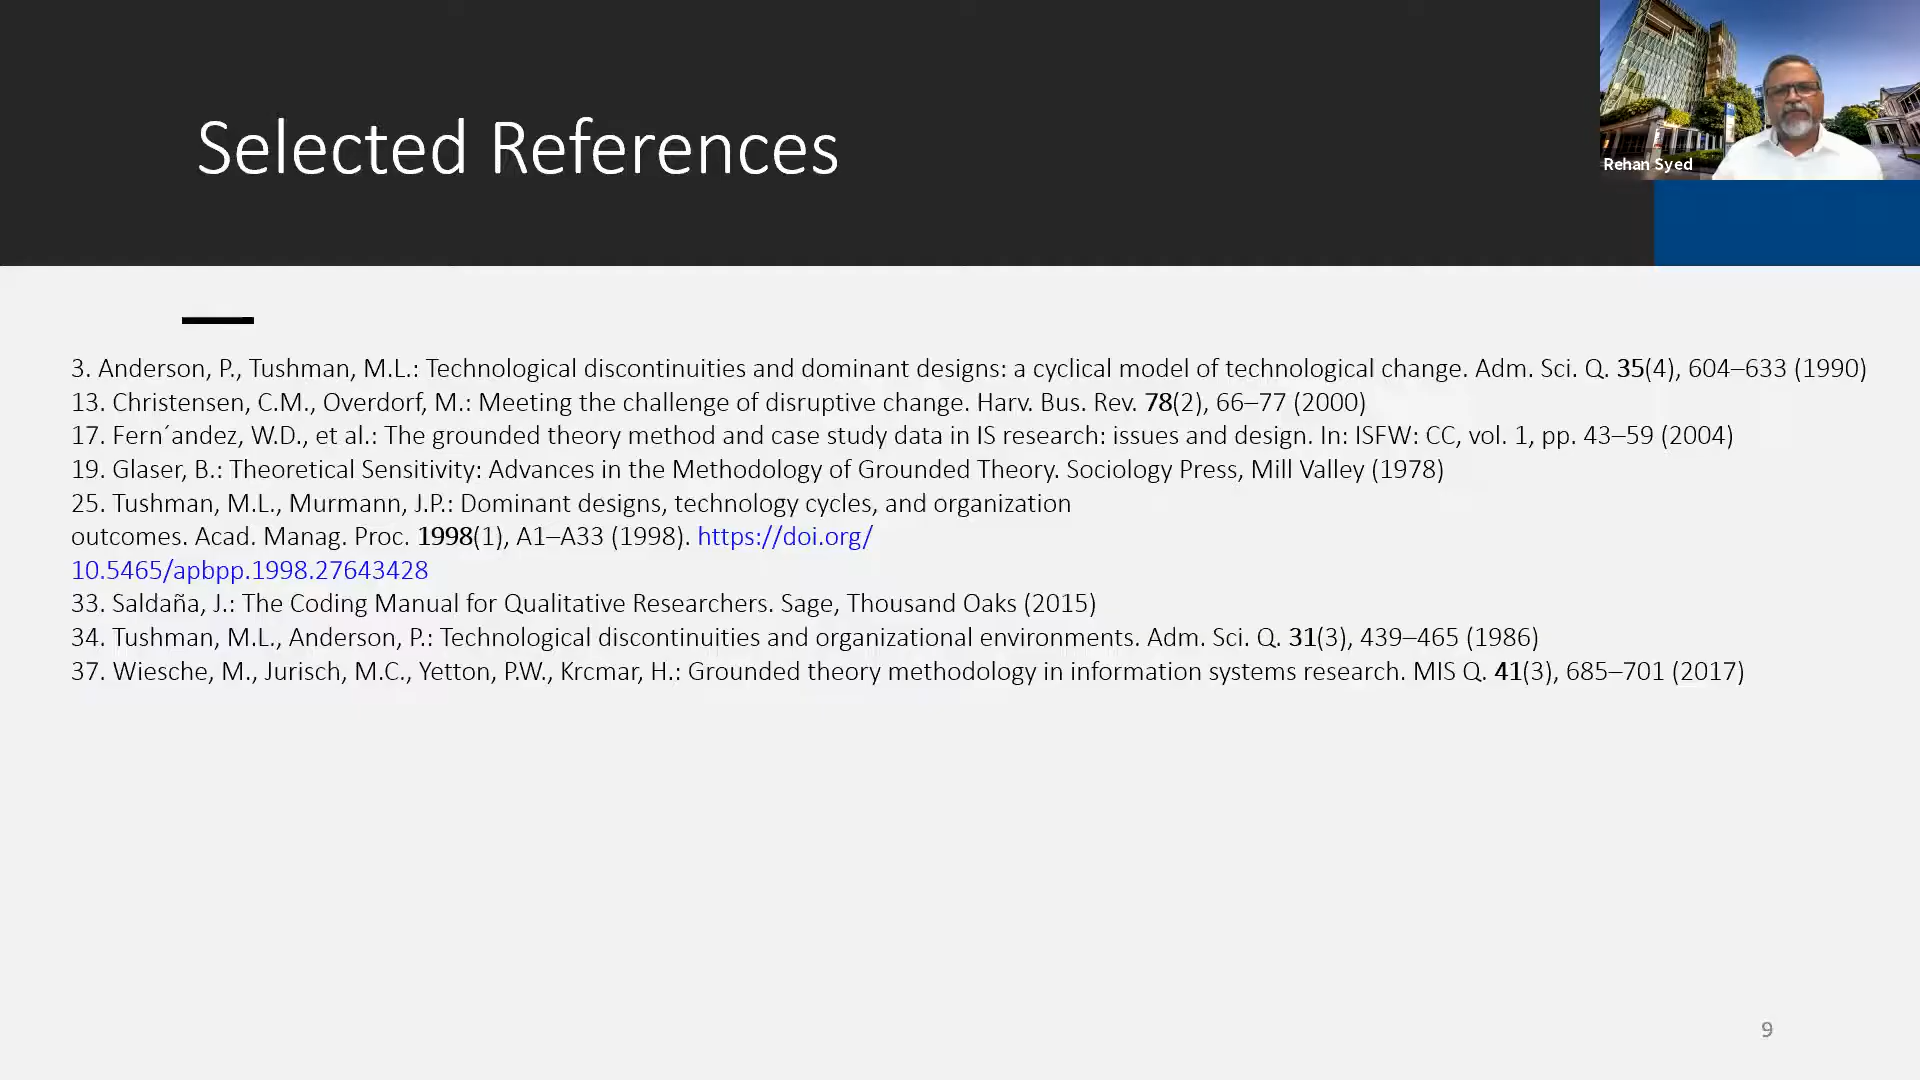 Selected References
Rehan Syed
3. Anderson, P., Tushman, M.L.: Technological discontinuities and dominant designs: a cyclical model of technological change. Adm. Sci. Q. 35(4), 604–633 (1990)
13. Christensen, C.M., Overdorf, M.: Meeting the challenge of disruptive change. Harv. Bus. Rev. 78(2), 66–77 (2000)
17. Fern´andez, W.D., et al.: The grounded theory method and case study data in IS research: issues and design. In: ISFW: CC, vol. 1, pp. 43–59 (2004)
19. Glaser, B.: Theoretical Sensitivity: Advances in the Methodology of Grounded Theory. Sociology Press, Mill Valley (1978)
25. Tushman, M.L., Murmann, J.P.: Dominant designs, technology cycles, and organization
outcomes. Acad. Manag. Proc. 1998(1), A1–A33 (1998). https://doi.org/
10.5465/apbpp.1998.27643428
33. Saldaña, J.: The Coding Manual for Qualitative Researchers. Sage, Thousand Oaks (2015)
34. Tushman, M.L., Anderson, P.: Technological discontinuities and organizational environments. Adm. Sci. Q. 31(3), 439–465 (1986)
37. Wiesche, M., Jurisch, M.C., Yetton, P.W., Krcmar, H.: Grounded theory methodology in information systems research. MIS Q. 41(3), 685–701 (2017)
9